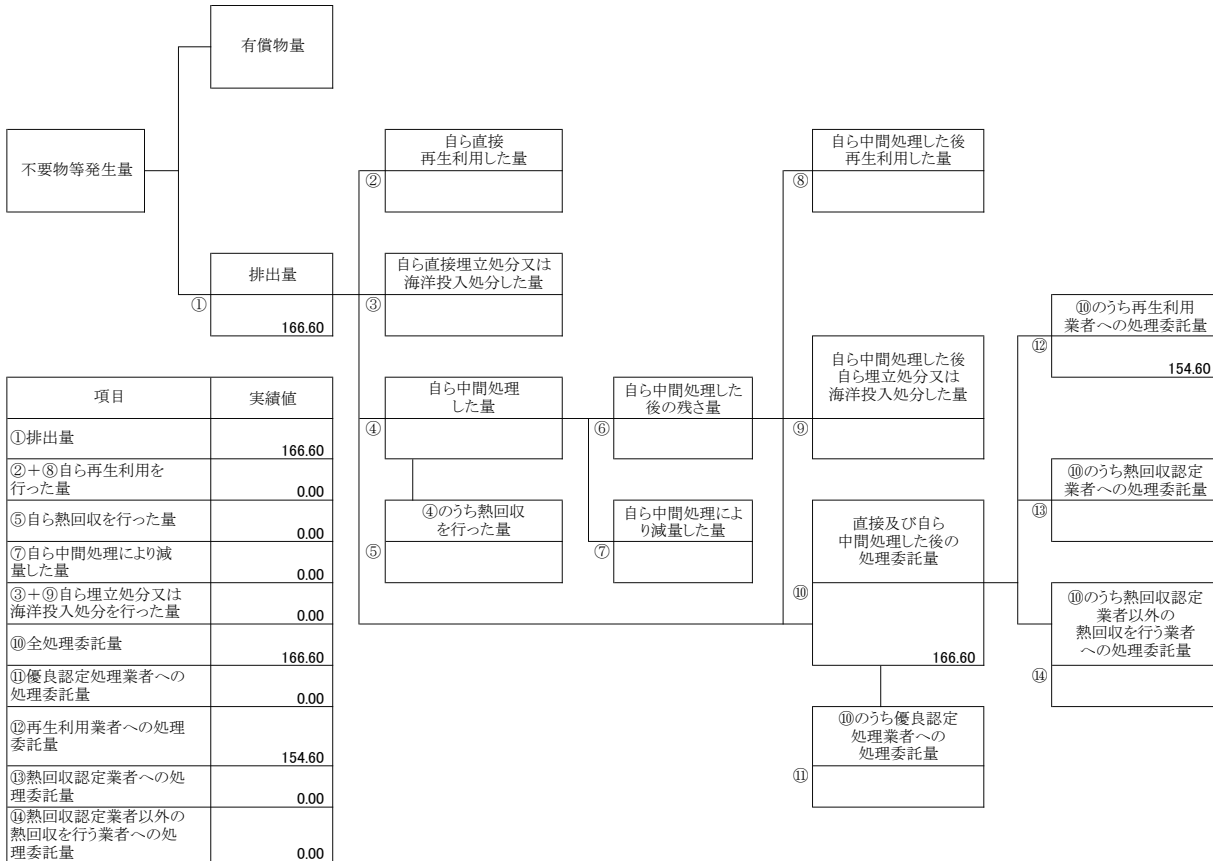 有償物量
不要物等発生量
自ら直接
再生利用した量
②
自ら中間処理した後
再生利用した量
⑧
排出量
①
166.60
自ら直接埋立処分又は
海洋投入処分した量
③
⑩のうち再生利用
業者への処理委託量
⑫
154.60
自ら中間処理
した量
④
自ら中間処理した
後の残さ量
⑥
自ら中間処理した後
自ら埋立処分又は
海洋投入処分した量
⑨
⑩のうち熱回収認定
業者への処理委託量
⑬
④のうち熱回収
を行った量
⑤
自ら中間処理によ
り減量した量
⑦
直接及び自ら
中間処理した後の
処理委託量
⑩
166.60
⑩のうち熱回収認定
業者以外の
熱回収を行う業者
への処理委託量
⑭
⑩のうち優良認定
処理業者への
処理委託量
⑪
項目 実績値
①排出量
166.60
②+⑧自ら再生利用を
行った量 0.00
⑤自ら熱回収を行った量
0.00
⑦自ら中間処理により減
量した量 0.00
③+⑨自ら埋立処分又は
海洋投入処分を行った量 0.00
⑩全処理委託量
166.60
⑪優良認定処理業者への
処理委託量 0.00
⑫再生利用業者への処理
委託量
154.60
⑬熱回収認定業者への処
理委託量 0.00
⑭熱回収認定業者以外の
熱回収を行う業者への処
理委託量 0.00